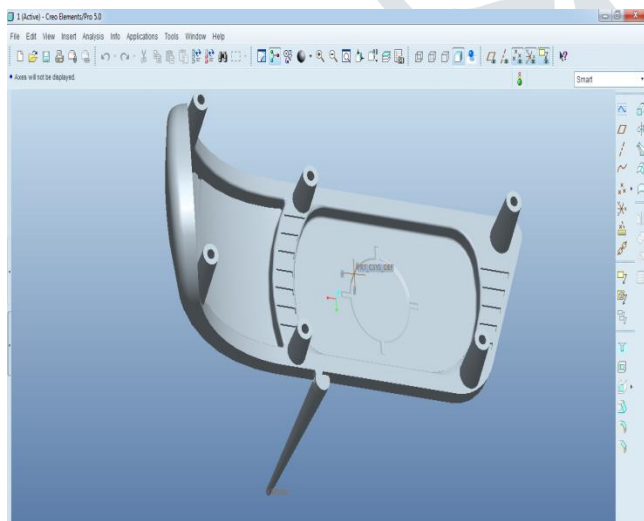 1 (Active) - Creo Elements/Pro 5.0
File Edit View Insert Analysis Info Applications Tools Window Help
Axes will not be displayed.
Smart